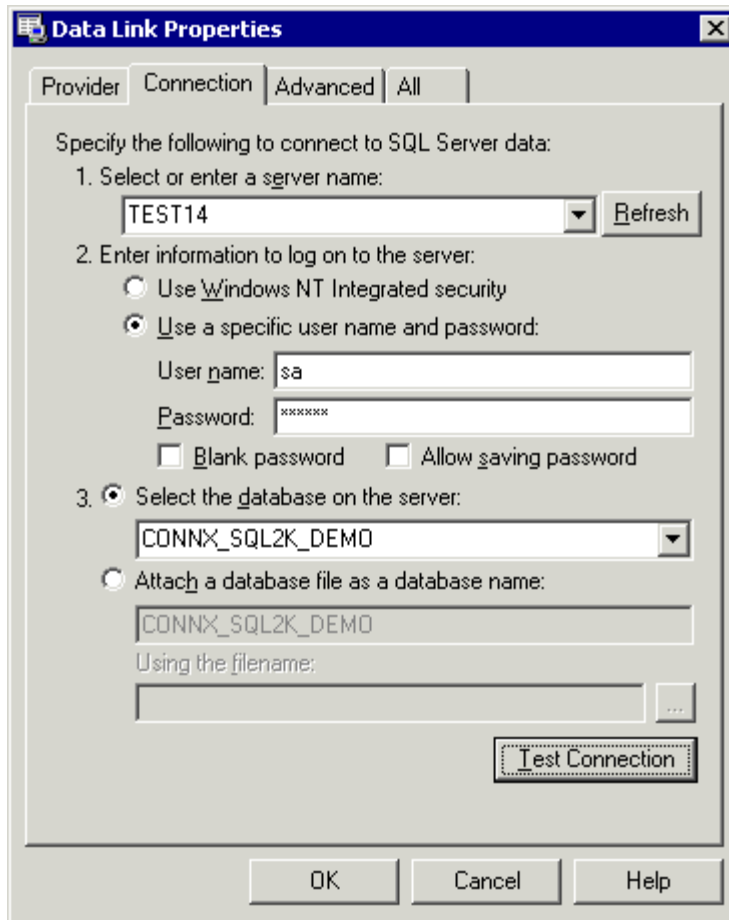 Data Link Properties
Provider Connection Advanced All
Specify the following to connect to SQL Server data:
1. Select or enter a server name:
TEST14 Refresh
2. Enter information to log on to the server:
Use Windows NT Integrated security
Use a specific user name and password:
User name: sa
Password: ******
Blank password Allow saving password
3. Select the database on the server:
CONNX_SQL2K_DEMO
Attach a database file as a database name:
CONNX_SQL2K_DEMO
Using the filename:
...
Test Connection
OK Cancel Help